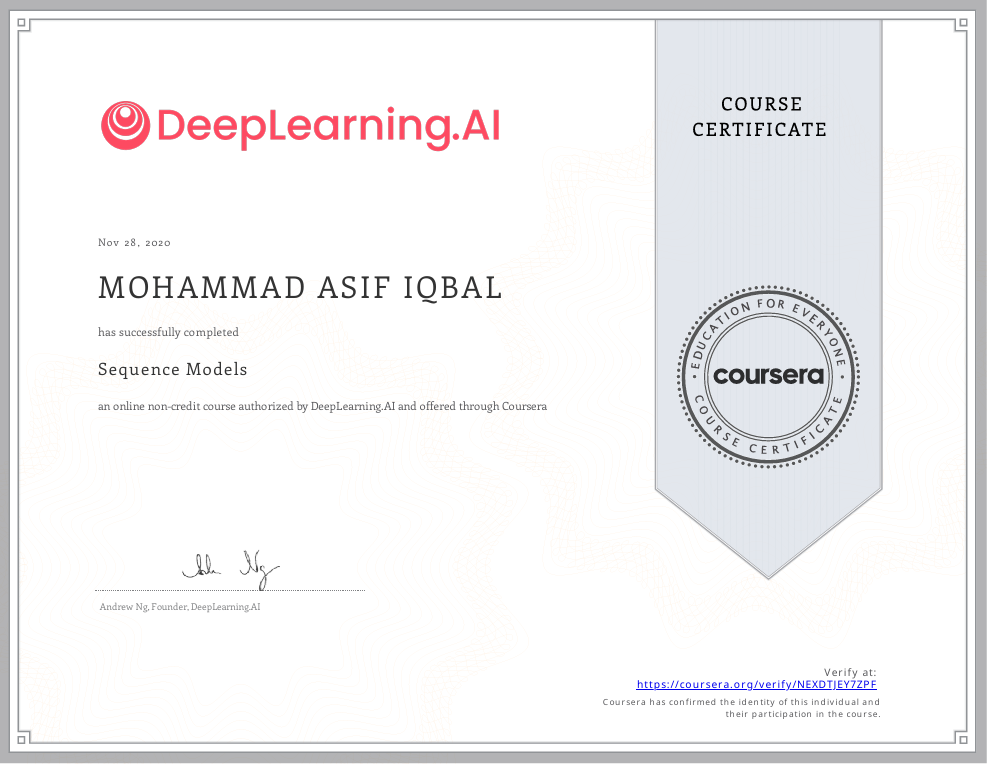 DeepLearning.AI
COURSE
CERTIFICATE
Nov 28, 2020
MOHAMMAD ASIF IQBAL
has successfully completed
Sequence Models
an online non-credit course authorized by DeepLearning.AI and offered through Coursera
EDUCATION FOR EVERYONE
coursera
COURSE CERTIFICATE
Andrew Ng, Founder, DeepLearning.AI
Verify at:
https://coursera.org/verify/NEXDTJEY7ZPF
Coursera has confirmed the identity of this individual and
their participation in the course.